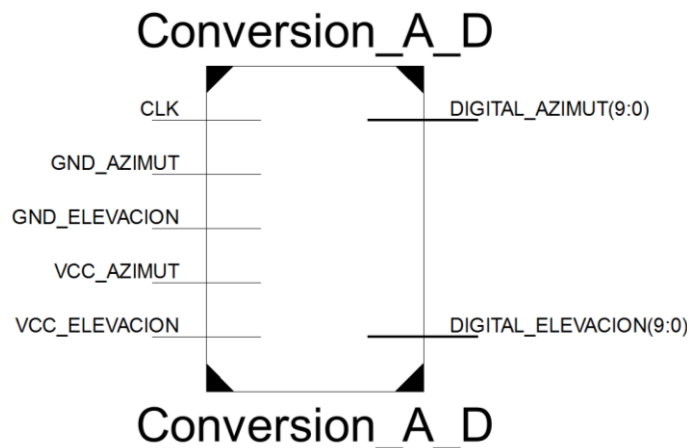 Conversion_A_D
CLK
DIGITAL_AZIMUT(9:0)
GND_AZIMUT
GND_ELEVACION
VCC_AZIMUT
VCC_ELEVACION
DIGITAL_ELEVACION(9:0)
Conversion_A_D